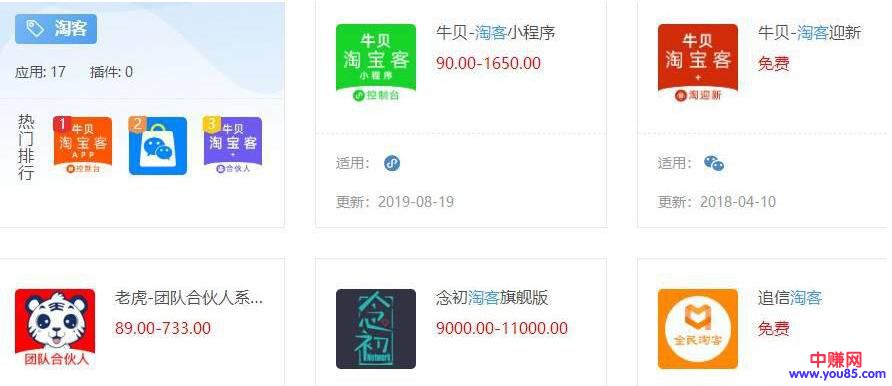 淘客
应用: 17 插件: 0
热门排行
1 牛贝
淘宝客
APP
控制台
2
3 牛贝
淘宝客
+
合伙人
牛贝
淘宝客
小程序
控制台
牛贝-淘客小程序
90.00-1650.00
适用:
更新: 2019-08-19
牛贝
淘宝客
+
淘迎新
牛贝-淘客迎新
免费
适用:
更新: 2018-04-10
团队合伙人
老虎-团队合伙人系...
89.00-733.00
念初
Network
念初淘客旗舰版
9000.00-11000.00
全民淘客
追信淘客
免费
中赚网
www.you85.com